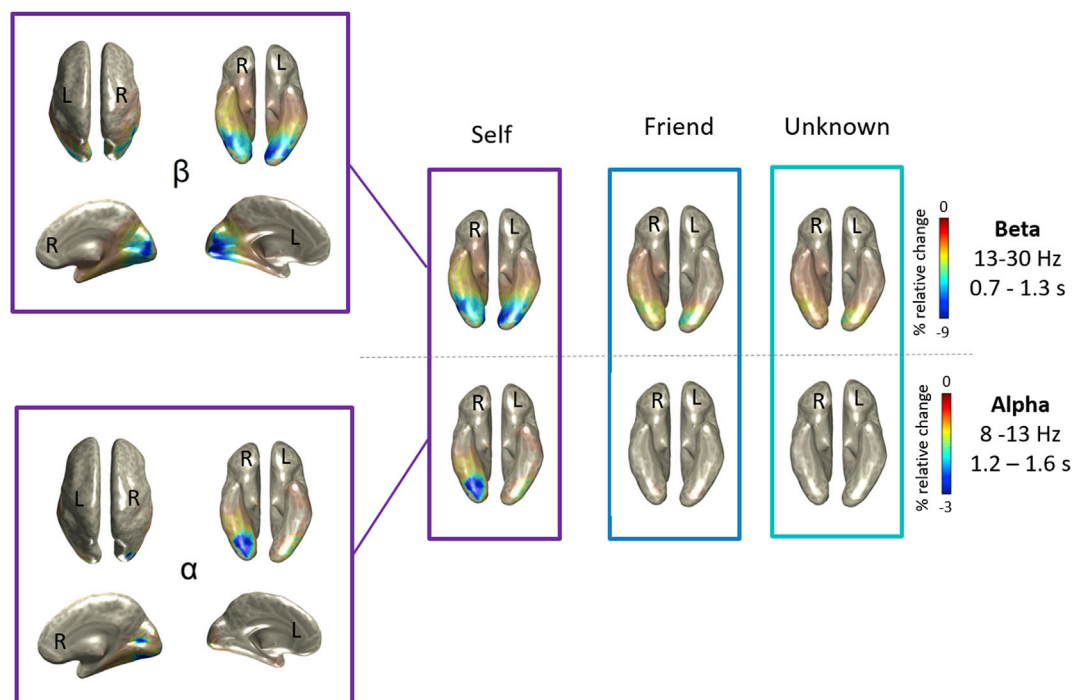 L
R
R
L
β
R
L
Self
Friend
Unknown
R
L
R
L
R
L
% relative change
0
-9
Beta
13-30 Hz
0.7 - 1.3 s
R
L
R
L
R
L
% relative change
0
-3
Alpha
8 -13 Hz
1.2 – 1.6 s
L
R
R
L
α
R
L